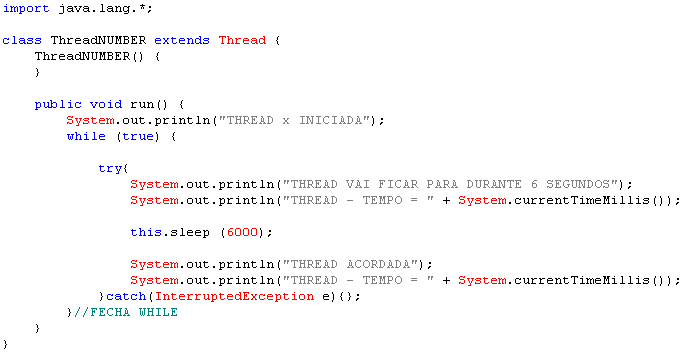 import java.lang.*;
class ThreadNUMBER extends Thread {
    ThreadNUMBER() {
    }
    public void run() {
        System.out.println("THREAD x INICIADA");
        while (true) {
            try{
                System.out.println("THREAD VAI FICAR PARA DURANTE 6 SEGUNDOS");
                System.out.println("THREAD - TEMPO = " + System.currentTimeMillis());
                this.sleep (6000);
                System.out.println("THREAD ACORDADA");
                System.out.println("THREAD - TEMPO = " + System.currentTimeMillis());
            }catch(InterruptedException e){};
        }//FECHA WHILE
    }
}